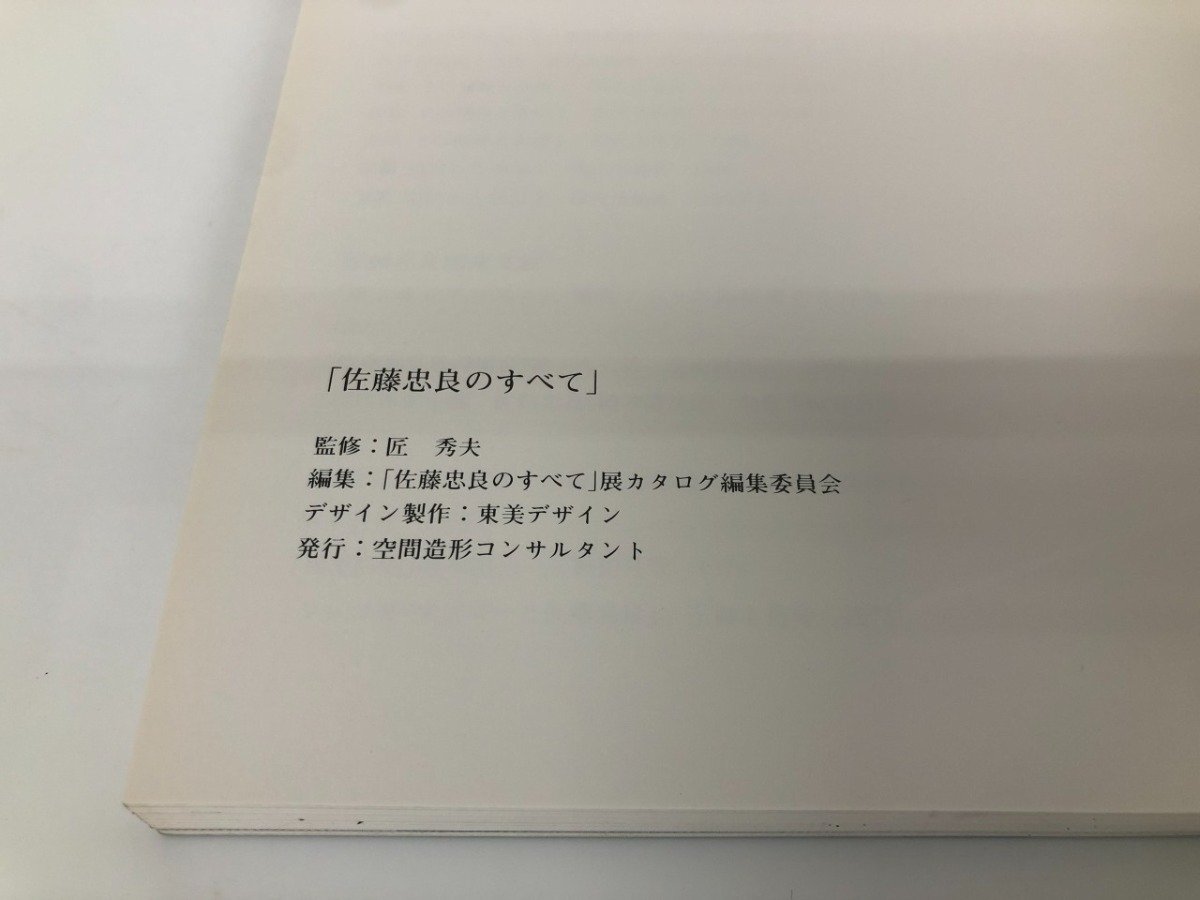 「佐藤忠良のすべて」
監修：匠　秀夫
編集：「佐藤忠良のすべて」展カタログ編集委員会
デザイン製作：東美デザイン
発行：空間造形コンサルタント